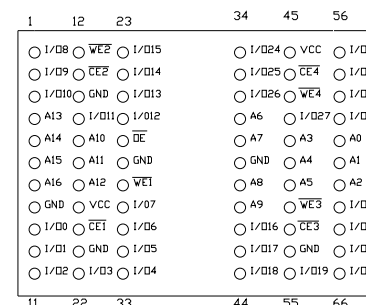 1 12 23 34 45 56
I/O8 WE2 I/O15 I/O24 VCC I/O
I/O9 CE2 I/O14 I/O25 CE4 I/O
I/O10 GND I/O13 I/O26 WE4 I/O
A13 I/O11 I/O12 A6 I/O27 I/O
A14 A10 OE A7 A3 A0
A15 A11 GND GND A4 A1
A16 A12 WE1 A8 A5 A2
GND VCC I/O7 A9 WE3 I/O
I/O0 CE1 I/O6 I/O16 CE3 I/O
I/O1 GND I/O5 I/O17 GND I/O
I/O2 I/O3 I/O4 I/O18 I/O19 I/O
11 22 33 44 55 66